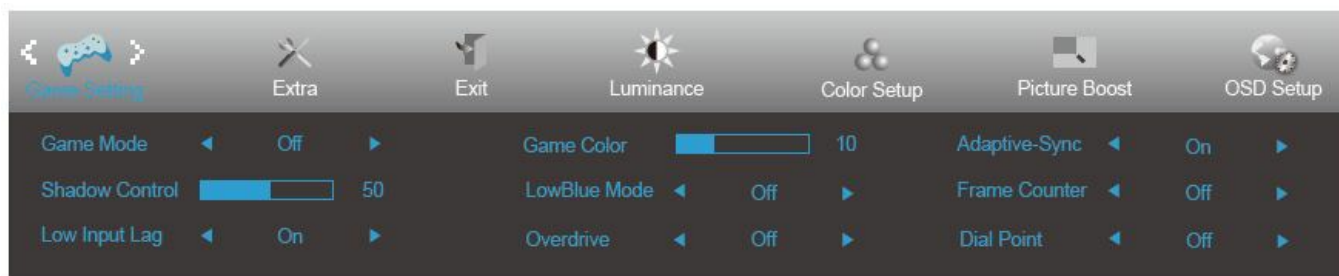 Game Setting Extra Exit Luminance Color Setup Picture Boost OSD Setup
Game Mode Off Game Color 10 Adaptive-Sync On
Shadow Control 50 LowBlue Mode Off Frame Counter Off
Low Input Lag On Overdrive Off Dial Point Off